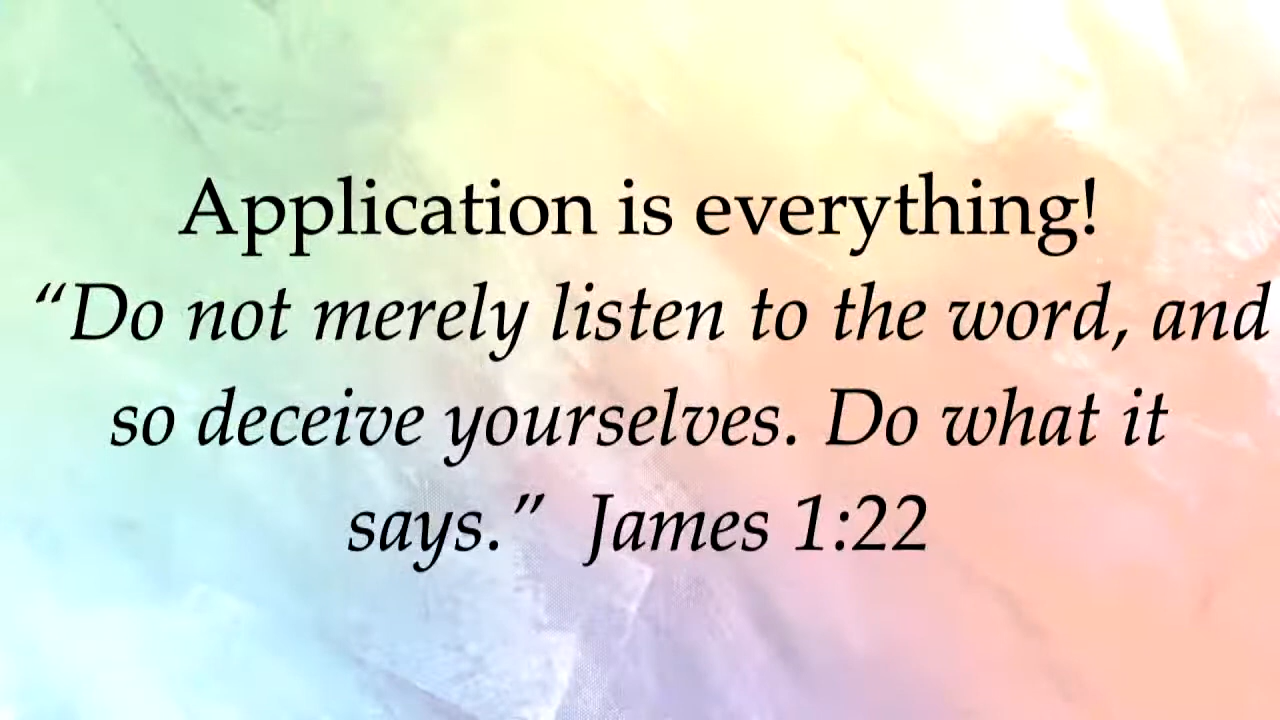 Application is everything!
“Do not merely listen to the word, and
so deceive yourselves. Do what it
says.”  James 1:22